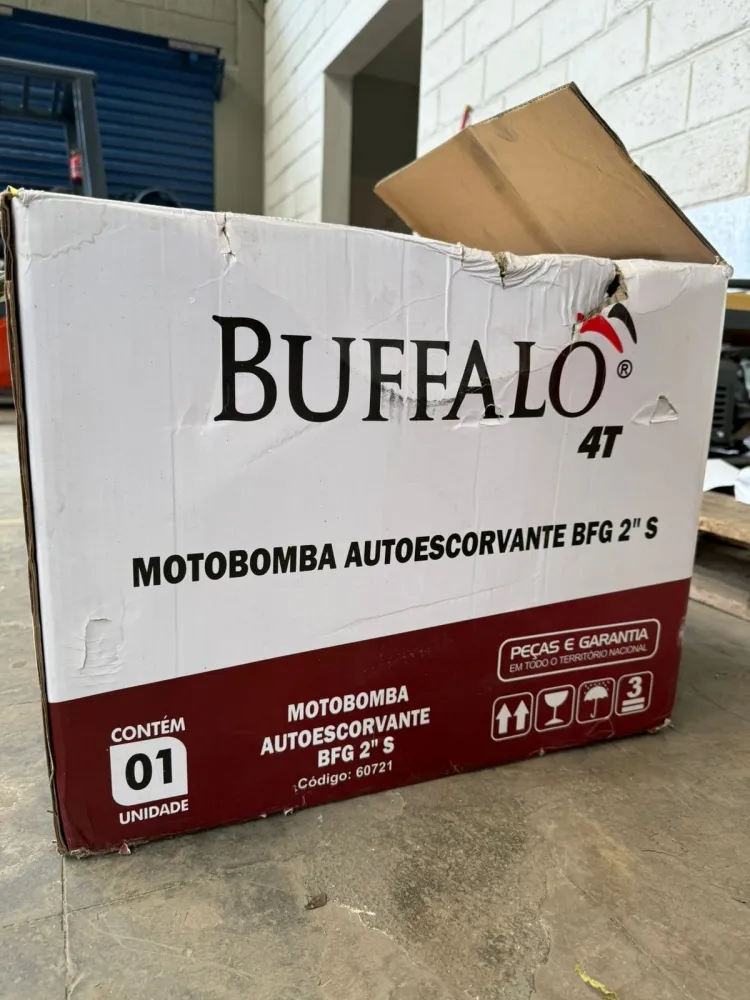 BUFFALO®
4T
MOTOBOMBA AUTOESCORVANTE BFG 2" S
PEÇAS E GARANTIA
EM TODO O TERRITÓRIO NACIONAL
CONTÉM
01
UNIDADE
MOTOBOMBA
AUTOESCORVANTE
BFG 2" S
Código: 60721
3